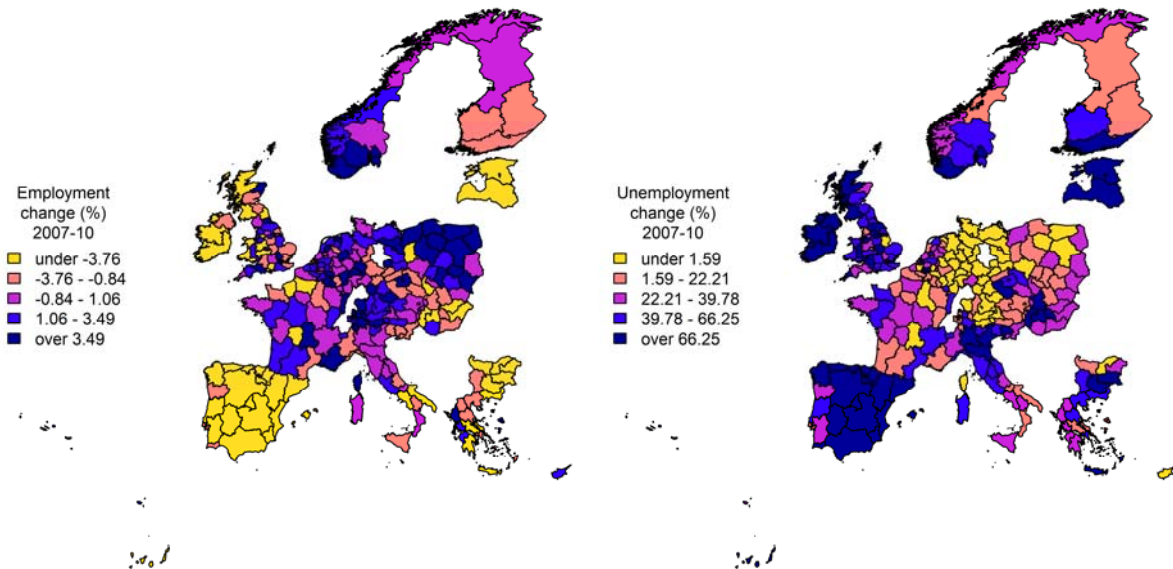 Employment
change (%)
2007-10
under -3.76
-3.76 - -0.84
-0.84 - 1.06
1.06 - 3.49
over 3.49
Unemployment
change (%)
2007-10
under 1.59
1.59 - 22.21
22.21 - 39.78
39.78 - 66.25
over 66.25